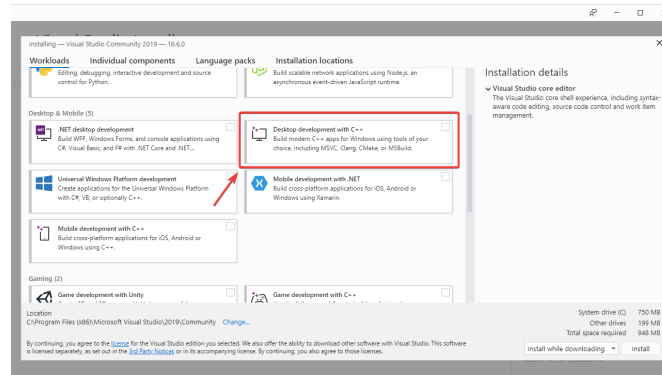 Installing — Visual Studio Community 2019 — 16.6.0
Workloads Individual components Language packs Installation locations
Editing, debugging, interactive development and source
control for Python.
Build scalable network applications using Node.js, an
asynchronous event-driven JavaScript runtime.
Desktop & Mobile (5)
.NET desktop development
Build WPF, Windows Forms, and console applications using
C#, Visual Basic, and F# with .NET Core and .NET...
Desktop development with C++
Build modern C++ apps for Windows using tools of your
choice, including MSVC, Clang, CMake, or MSBuild.
Universal Windows Platform development
Create applications for the Universal Windows Platform
with C#, VB, or optionally C++.
Mobile development with .NET
Build cross-platform applications for iOS, Android or
Windows using Xamarin.
Mobile development with C++
Build cross-platform applications for iOS, Android or
Windows using C++.
Gaming (2)
Game development with Unity
Game development with C++
Installation details
Visual Studio core editor
The Visual Studio core shell experience, including syntax-
aware code editing, source code control and work item
management.
Location
C:\Program Files (x86)\Microsoft Visual Studio\2019\Community Change...
By continuing, you agree to the license for the Visual Studio edition you selected. We also offer the ability to download other software with Visual Studio. This software
is licensed separately, as set out in the 3rd Party Notices or in its accompanying license. By continuing, you also agree to those licenses.
System drive (C) 750 MB
Other drives 199 MB
Total space required 948 MB
Install while downloading Install